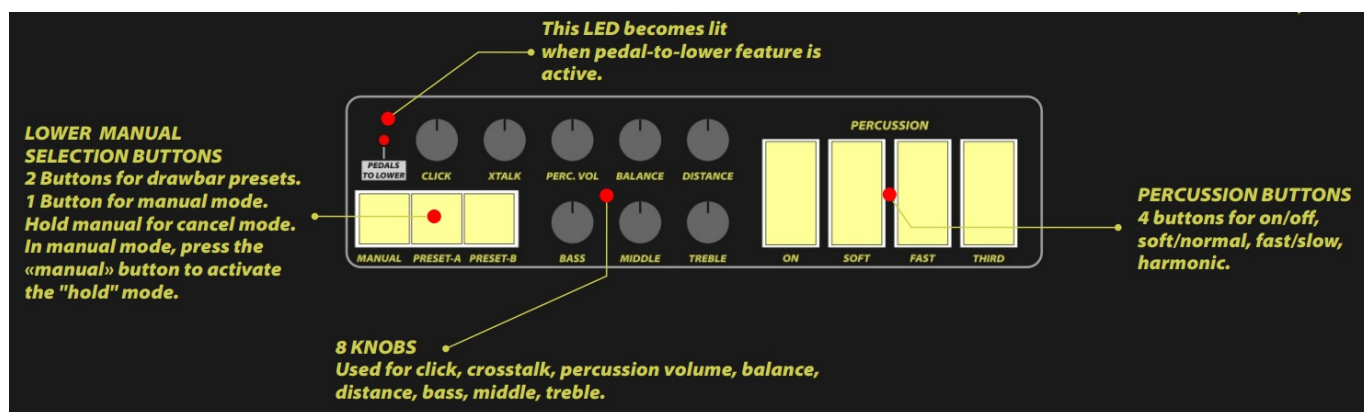 This LED becomes lit
when pedal-to-lower feature is
active.
LOWER MANUAL
SELECTION BUTTONS
2 Buttons for drawbar presets.
1 Button for manual mode.
Hold manual for cancel mode.
In manual mode, press the
«manual» button to activate
the "hold" mode.
PEDALS
TO LOWER
CLICK
XTALK
PERC. VOL
BALANCE
DISTANCE
PERCUSSION
MANUAL
PRESET-A
PRESET-B
BASS
MIDDLE
TREBLE
ON
SOFT
FAST
THIRD
PERCUSSION BUTTONS
4 buttons for on/off,
soft/normal, fast/slow,
harmonic.
8 KNOBS
Used for click, crosstalk, percussion volume, balance,
distance, bass, middle, treble.